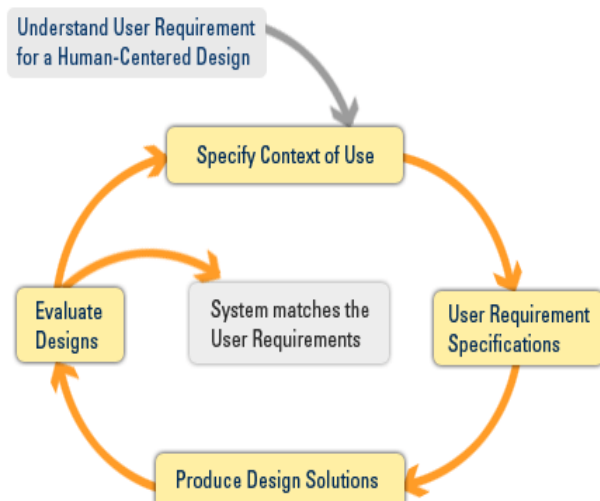 Understand User Requirement
for a Human-Centered Design
Specify Context of Use
Evaluate
Designs
System matches the
User Requirements
User Requirement
Specifications
Produce Design Solutions